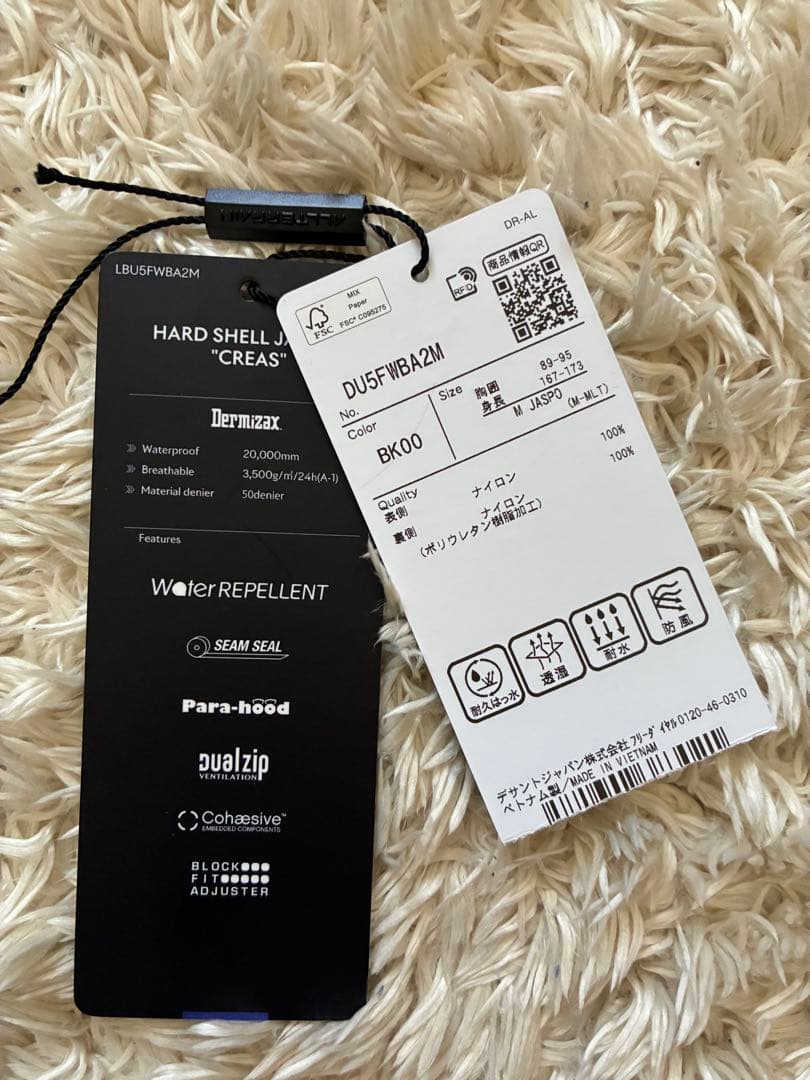 ALLTERRAIN
LBU5FWBA2M
HARD SHELL JA
"CREAS"
Dermizax
Waterproof 20,000mm
Breathable 3,500g/㎡/24h(A-1)
Material denier 50denier
Features
Water REPELLENT
SEAM SEAL
Para-hood
Dualzip
VENTILATION
Cohæsive™
EMBEDDED COMPONENTS
BLOCK
FIT
ADJUSTER
DR-AL
FSC
MIX
Paper
FSC® C095275
RFID
商品情報QR
No. DU5FWBA2M
Color BK00
Size 胸囲 89-95
身長 167-173
M JASPO (M-MLT)
Quality
表側 ナイロン 100%
裏側 ナイロン 100%
(ポリウレタン樹脂加工)
耐久はっ水
透湿
耐水
防風
デサントジャパン株式会社 フリーダイヤル0120-46-0310
ベトナム製/MADE IN VIETNAM